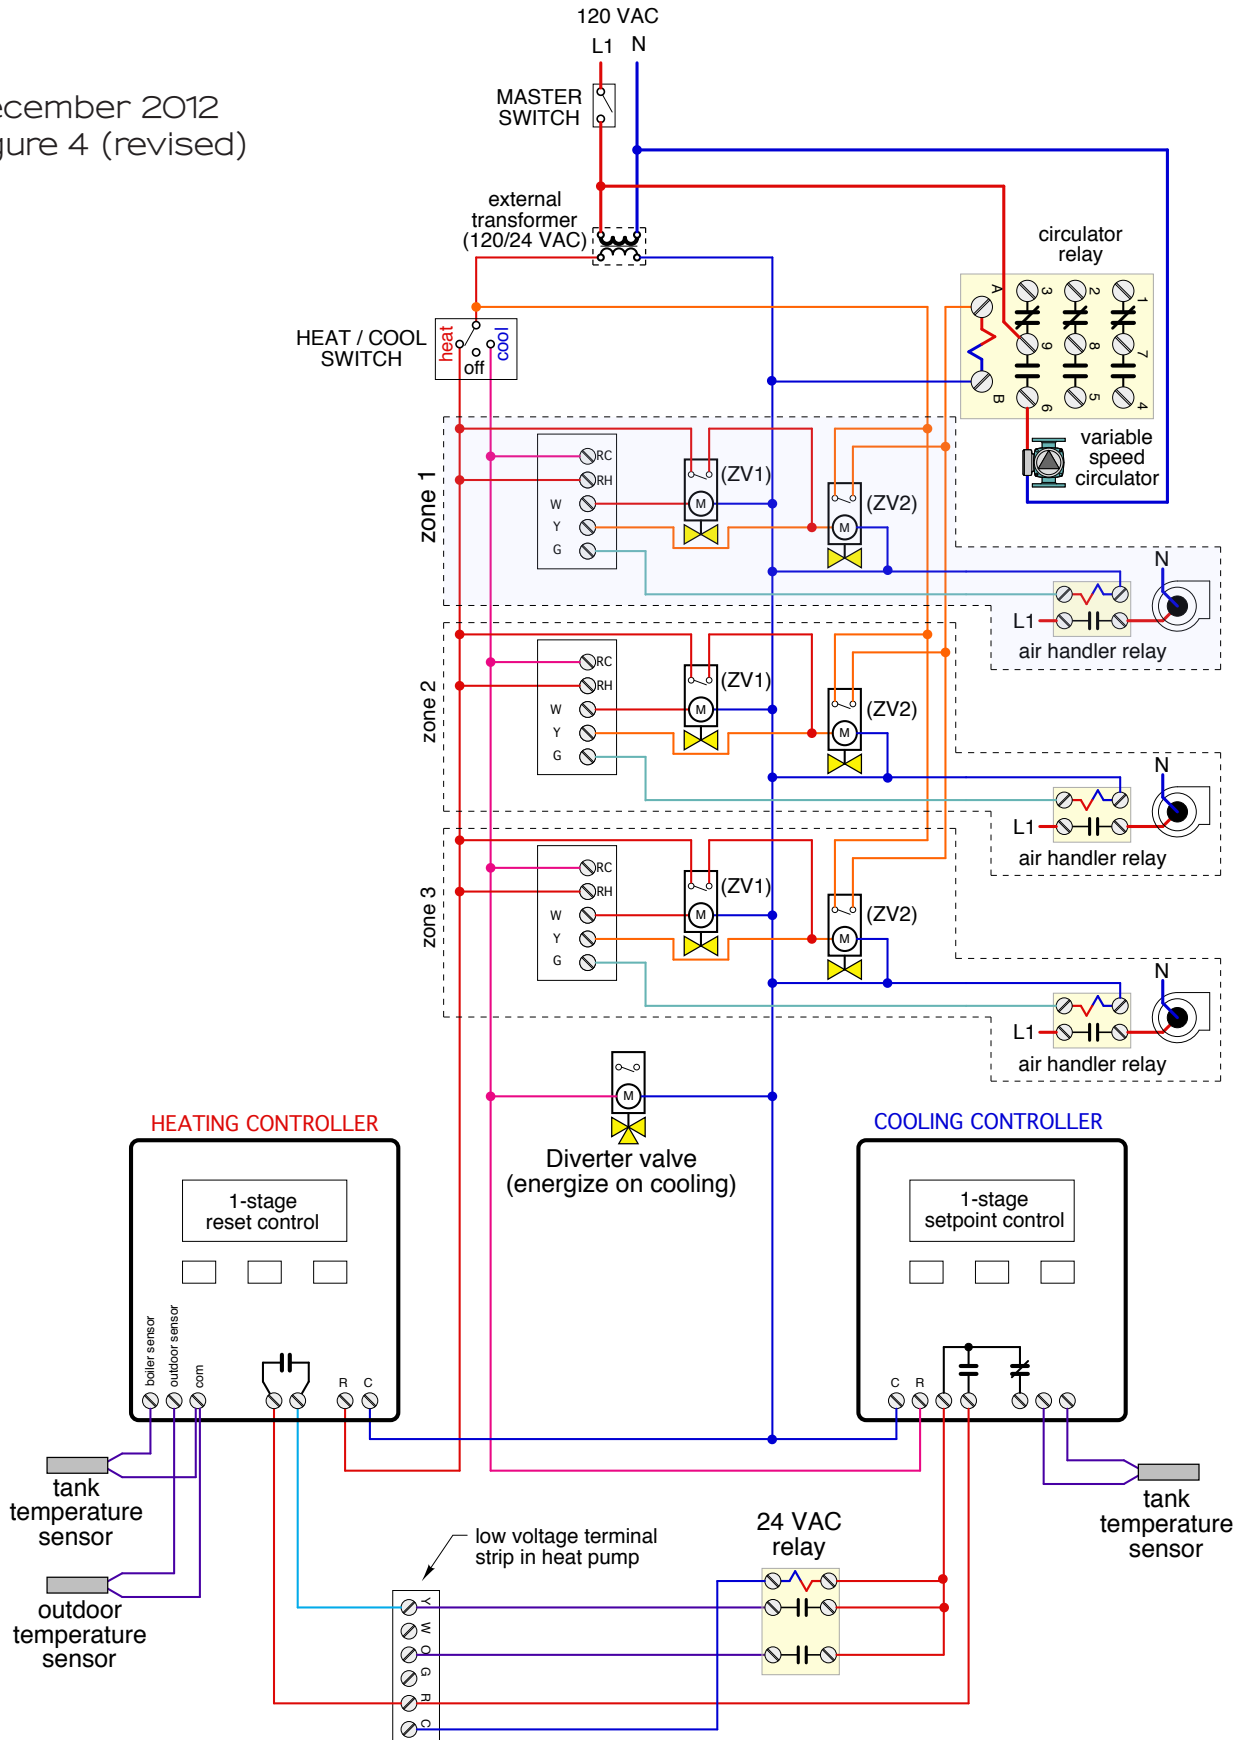 120 VAC
L1 N
MASTER
SWITCH
ecember 2012
gure 4 (revised)
external
transformer
(120/24 VAC)
circulator
relay
A
3
2
1
9
8
7
B
6
5
4
HEAT / COOL
SWITCH
heat
off
cool
variable
speed
circulator
zone 1
RC
RH
W
Y
G
(ZV1)
M
(ZV2)
M
N
L1
air handler relay
zone 2
RC
RH
W
Y
G
(ZV1)
M
(ZV2)
M
N
L1
air handler relay
zone 3
RC
RH
W
Y
G
(ZV1)
M
(ZV2)
M
N
L1
air handler relay
M
Diverter valve
(energize on cooling)
HEATING CONTROLLER
1-stage
reset control
boiler sensor
outdoor sensor
com
R
C
COOLING CONTROLLER
1-stage
setpoint control
C
R
tank
temperature
sensor
outdoor
temperature
sensor
tank
temperature
sensor
low voltage terminal
strip in heat pump
24 VAC
relay
Y
W
O
G
R
C